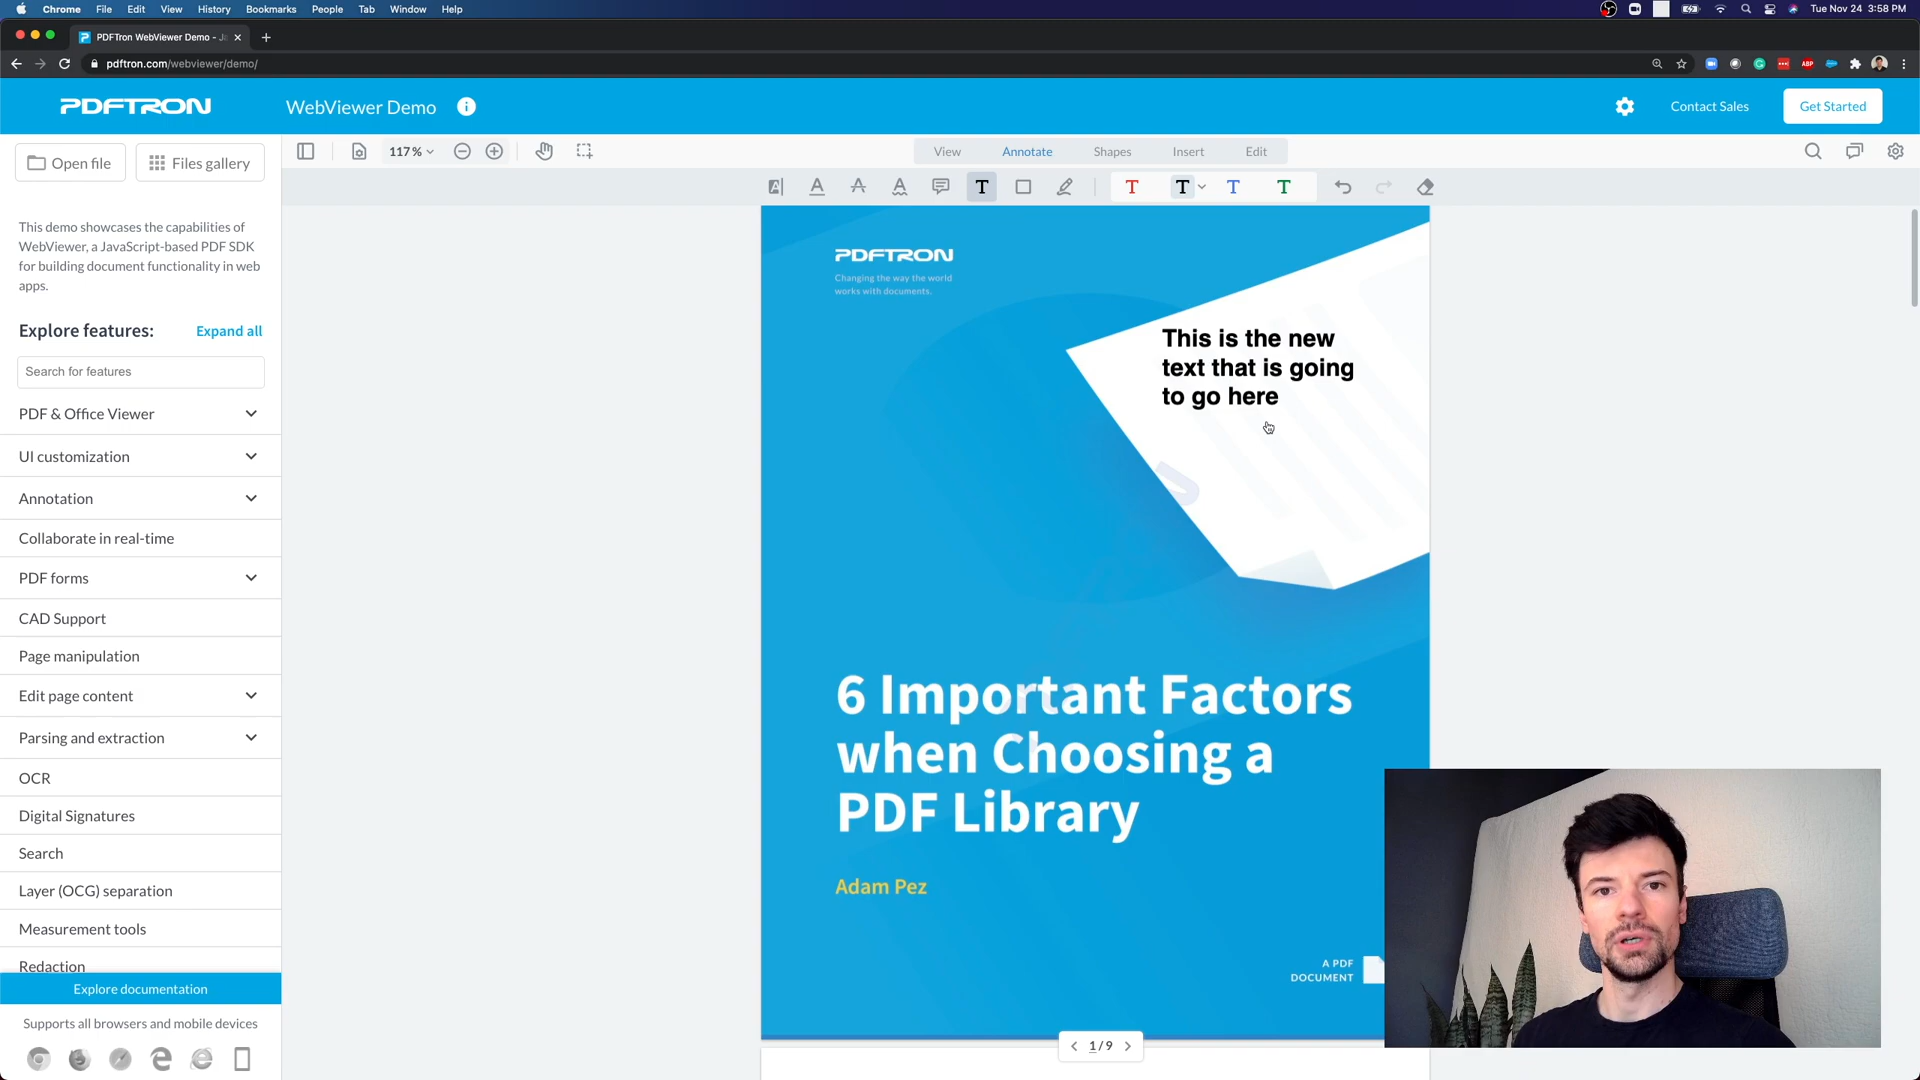 Chrome File Edit View History Bookmarks People Tab Window Help
Tue Nov 24 3:58 PM
PDFTron WebViewer Demo -
pdftron.com/webviewer/demo/
ABP
PDFTRON
WebViewer Demo
Contact Sales
Get Started
Open file
Files gallery
117%
View
Annotate
Shapes
Insert
Edit
This demo showcases the capabilities of
WebViewer, a JavaScript-based PDF SDK
for building document functionality in web
apps.
Explore features:
Expand all
Search for features
PDF & Office Viewer
UI customization
Annotation
Collaborate in real-time
PDF forms
CAD Support
Page manipulation
Edit page content
Parsing and extraction
OCR
Digital Signatures
Search
Layer (OCG) separation
Measurement tools
Redaction
Explore documentation
Supports all browsers and mobile devices
PDFTRON
Changing the way the world
works with documents.
This is the new
text that is going
to go here
6 Important Factors
when Choosing a
PDF Library
Adam Pez
A PDF
DOCUMENT
1/9